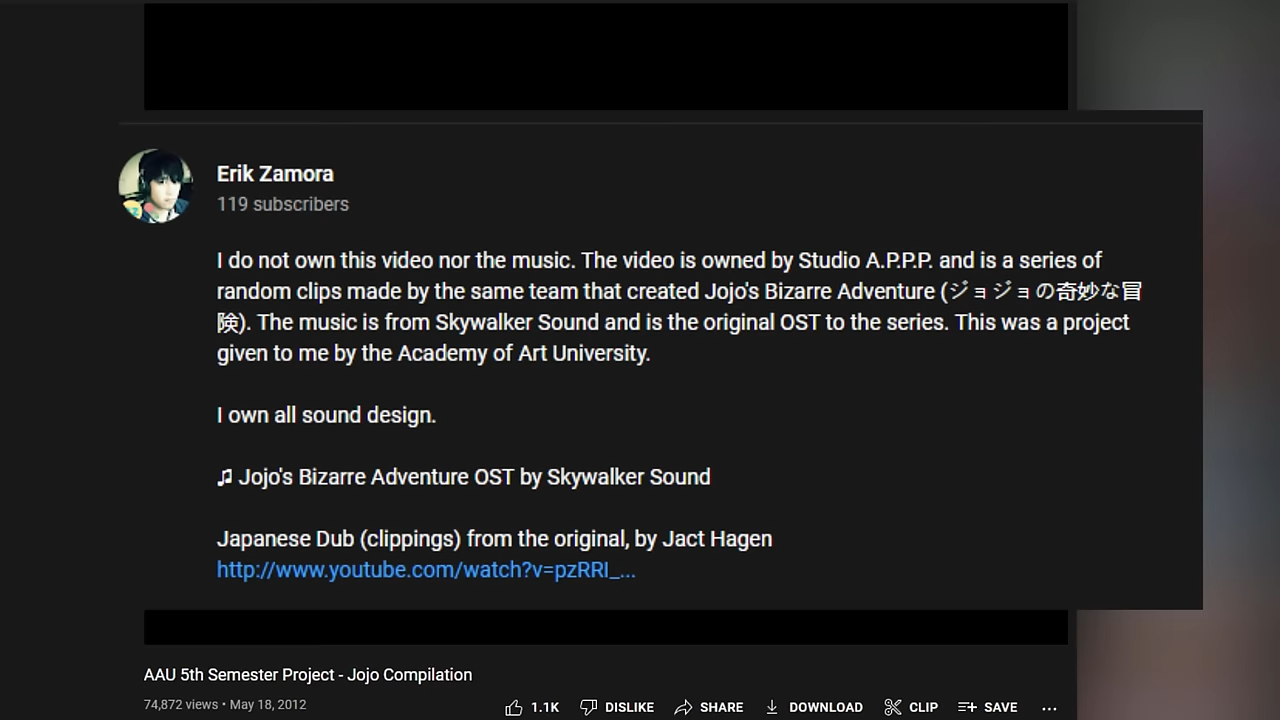 Erik Zamora
119 subscribers
I do not own this video nor the music. The video is owned by Studio A.P.P.P. and is a series of
random clips made by the same team that created Jojo's Bizarre Adventure (ジョジョの奇妙な冒
険). The music is from Skywalker Sound and is the original OST to the series. This was a project
given to me by the Academy of Art University.
I own all sound design.
♫ Jojo's Bizarre Adventure OST by Skywalker Sound
Japanese Dub (clippings) from the original, by Jact Hagen
http://www.youtube.com/watch?v=pzRRI_...
AAU 5th Semester Project - Jojo Compilation
74,872 views • May 18, 2012
1.1K DISLIKE SHARE DOWNLOAD CLIP SAVE ...